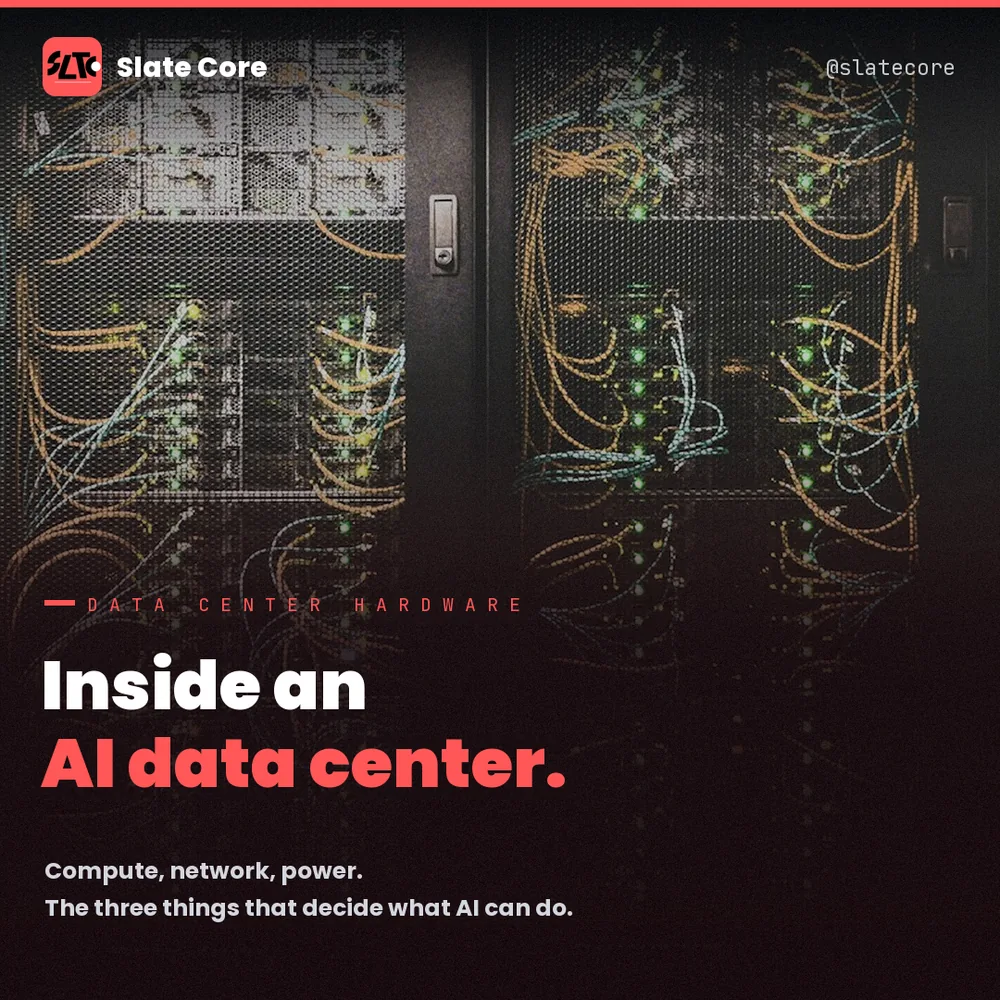 SLTC
Slate Core
@slatecore
DATA CENTER HARDWARE
Inside an
AI data center.
Compute, network, power.
The three things that decide what AI can do.